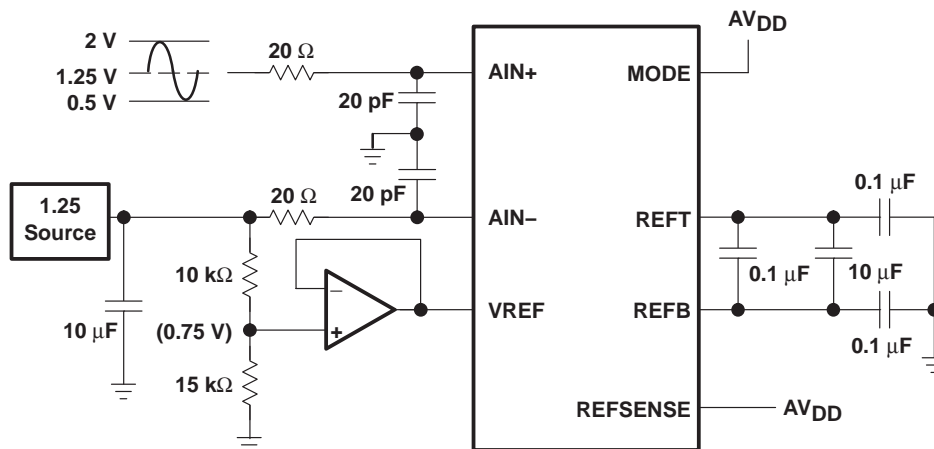 AVDD
2 V
20 Ω
1.25 V
AIN+
MODE
0.5 V
20 pF
0.1 μF
1.25
Source
20 Ω
20 pF
AIN−
REFT
10 kΩ
0.1 μF
10 μF
−
10 μF
(0.75 V)
+
VREF
REFB
0.1 μF
15 kΩ
REFSENSE
AVDD